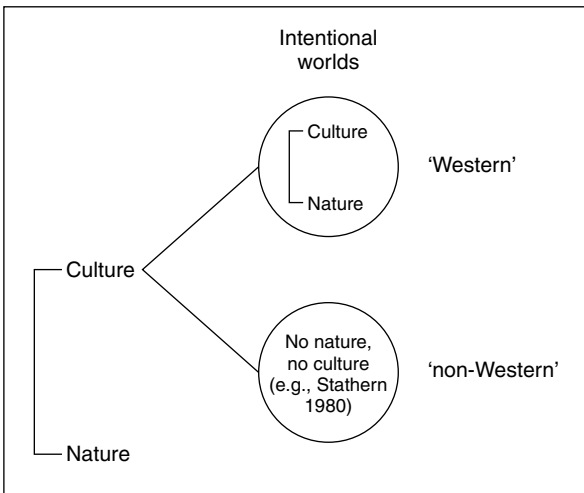 Intentional
worlds
Culture
Nature
'Western'
Culture
No nature,
no culture
(e.g., Stathern
1980)
'non-Western'
Nature